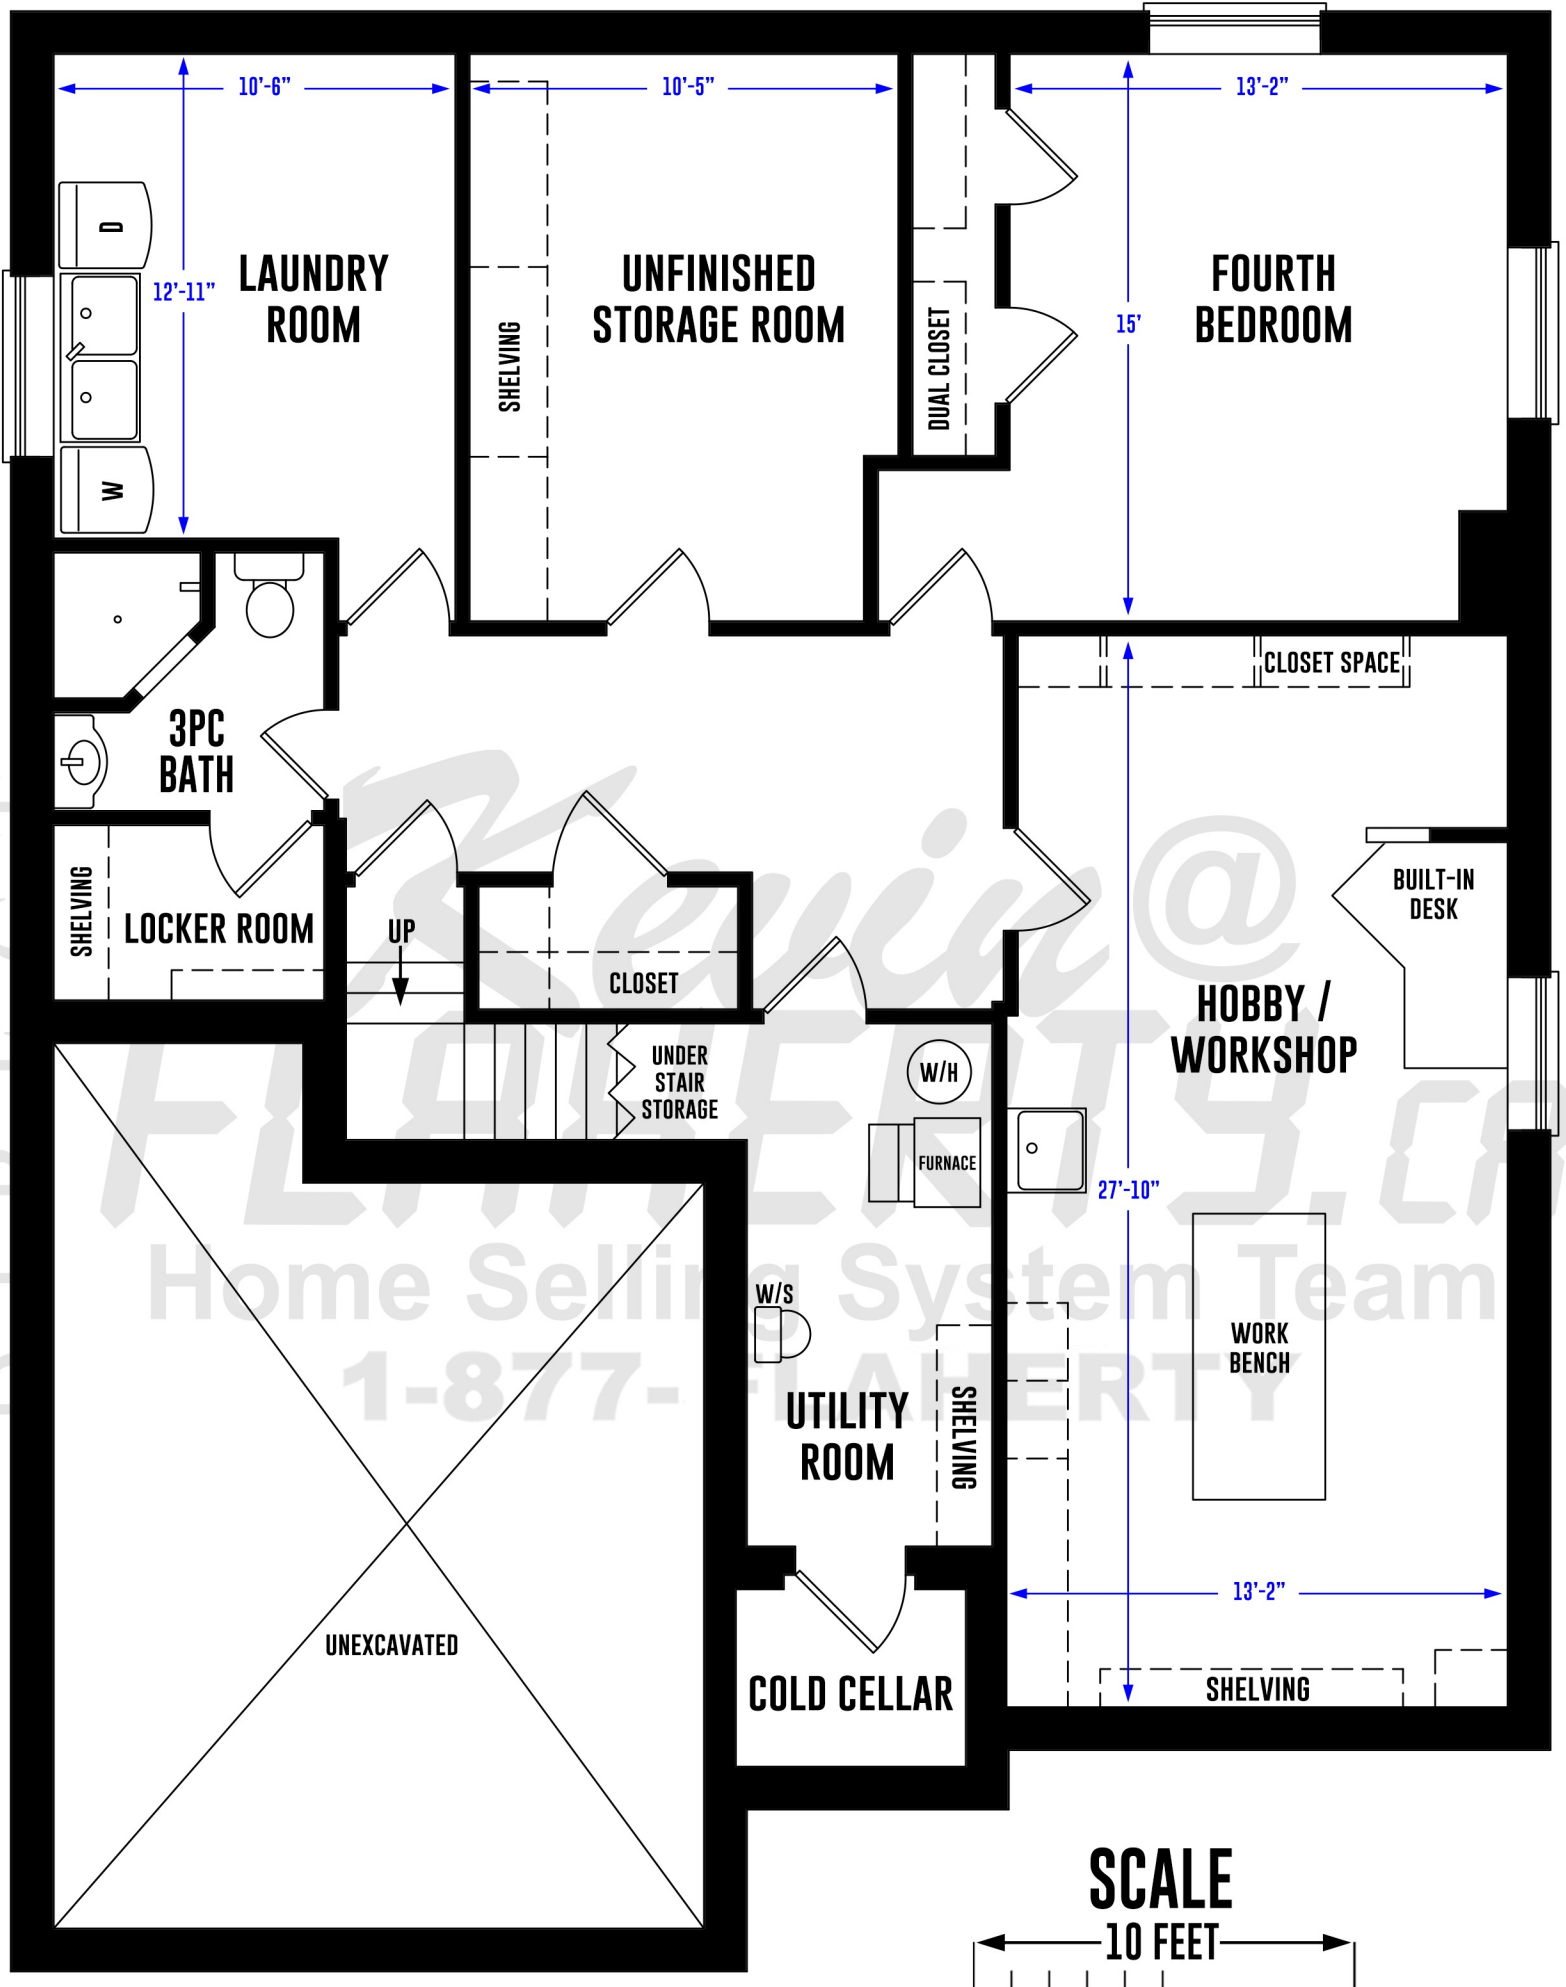 10'-6"
10'-5"
13'-2"
D
LAUNDRY
ROOM
12'-11"
W
UNFINISHED
STORAGE ROOM
SHELVING
DUAL CLOSET
FOURTH
BEDROOM
15'
CLOSET SPACE
3PC
BATH
SHELVING
LOCKER ROOM
UP
CLOSET
BUILT-IN
DESK
HOBBY /
WORKSHOP
UNDER
STAIR
STORAGE
W/H
FURNACE
27'-10"
W/S
UTILITY
ROOM
SHELVING
WORK
BENCH
13'-2"
UNEXCAVATED
COLD CELLAR
SHELVING
SCALE
10 FEET
Kevin@
FLAHERTY.CA
Home Selling System Team
1-877-FLAHERTY